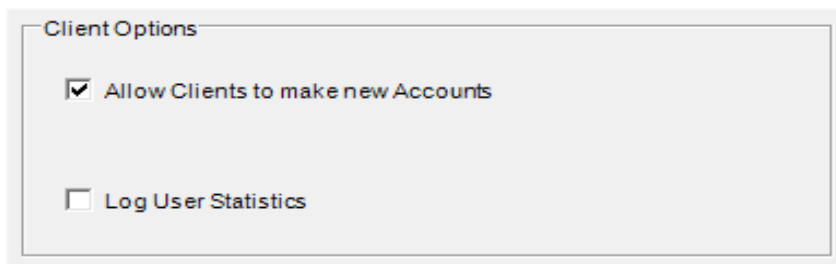 Client Options
Allow Clients to make new Accounts
Log User Statistics